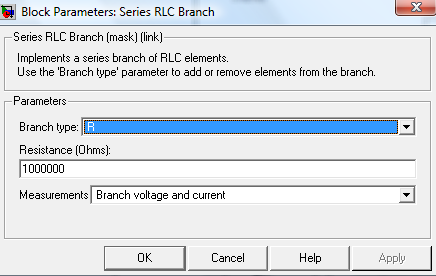 Block Parameters: Series RLC Branch
Series RLC Branch (mask) (link)
Implements a series branch of RLC elements.
Use the 'Branch type' parameter to add or remove elements from the branch.
Parameters
Branch type: R
Resistance (Ohms):
1000000
Measurements Branch voltage and current
OK Cancel Help Apply